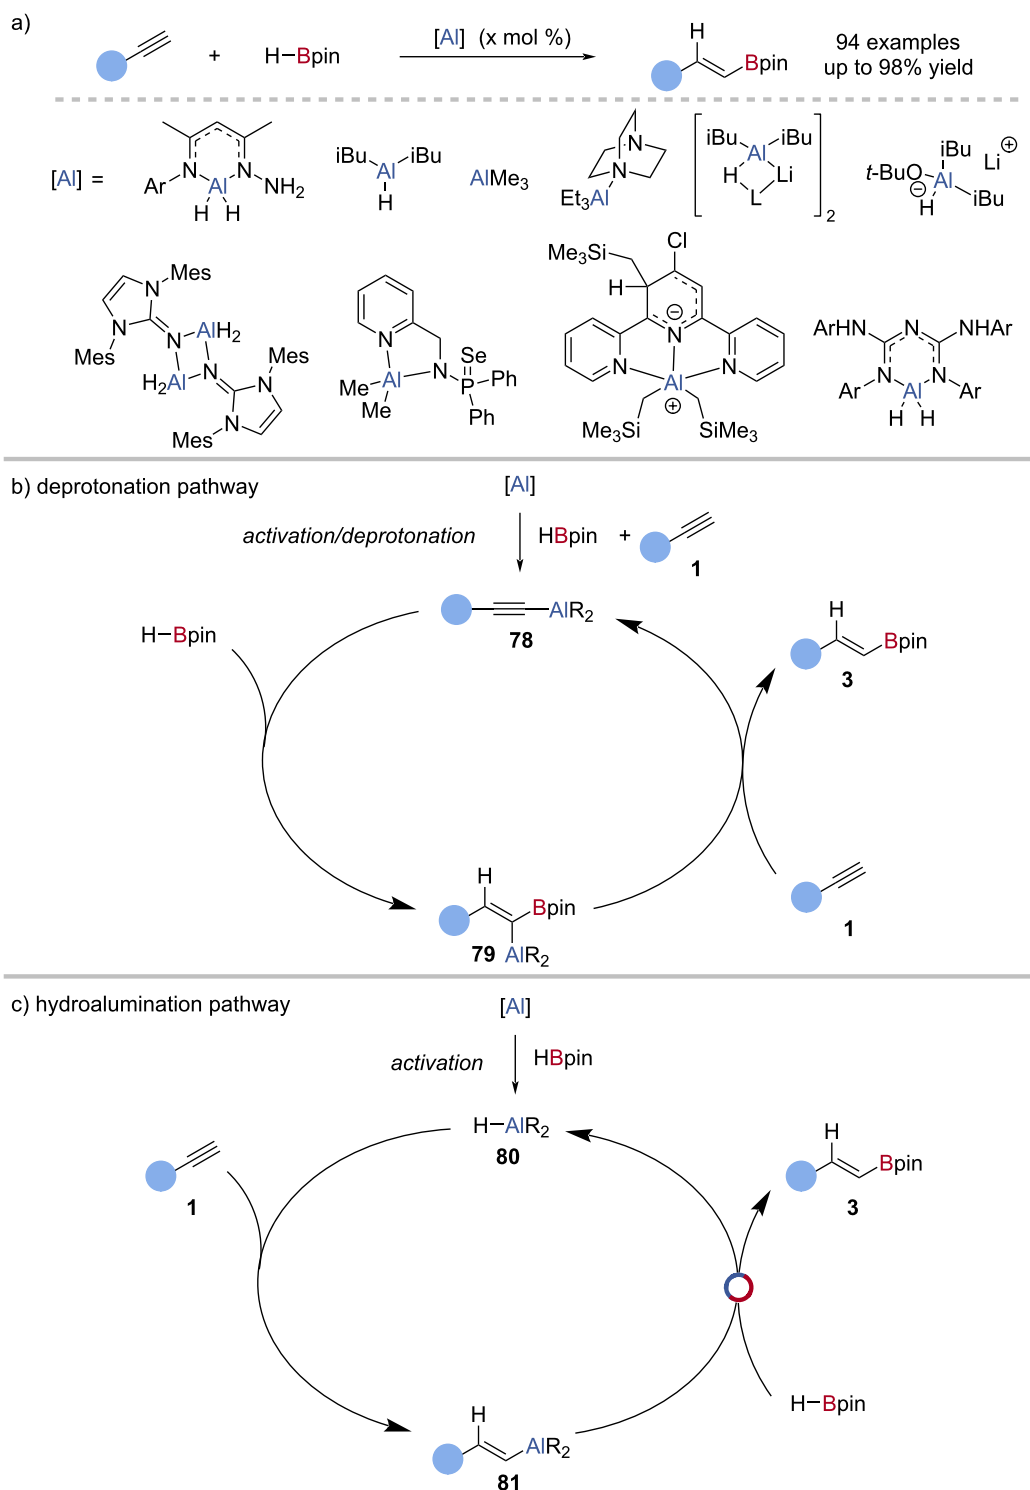 a)
H–Bpin
+
[Al] (x mol %)
H
Bpin
94 examples
up to 98% yield
[Al] =
N
N
Ar
Al
NH2
H H
iBu
iBu
Al
H
AlMe3
N
N
Et3Al
iBu
iBu
Al
H
Li
L
2
iBu
Li
⊕
t-BuO
⊖
Al
H
iBu
N
Mes
N
N
AlH2
Mes
H2Al
N
N
Mes
N
Mes
N
Se
Al
N
P
Ph
Me
Me
Ph
Cl
Me3Si
H
⊖
N
N
N
Al
⊕
Me3Si
SiMe3
ArHN
N
NHAr
Ar
N
N
Ar
Al
H H
b) deprotonation pathway
[Al]
activation/deprotonation
HBpin +
1
AlR2
78
H–Bpin
H
Bpin
3
1
H
Bpin
79
AlR2
c) hydroalumination pathway
[Al]
activation
HBpin
H–AlR2
80
1
H
Bpin
3
H–Bpin
H
AlR2
81